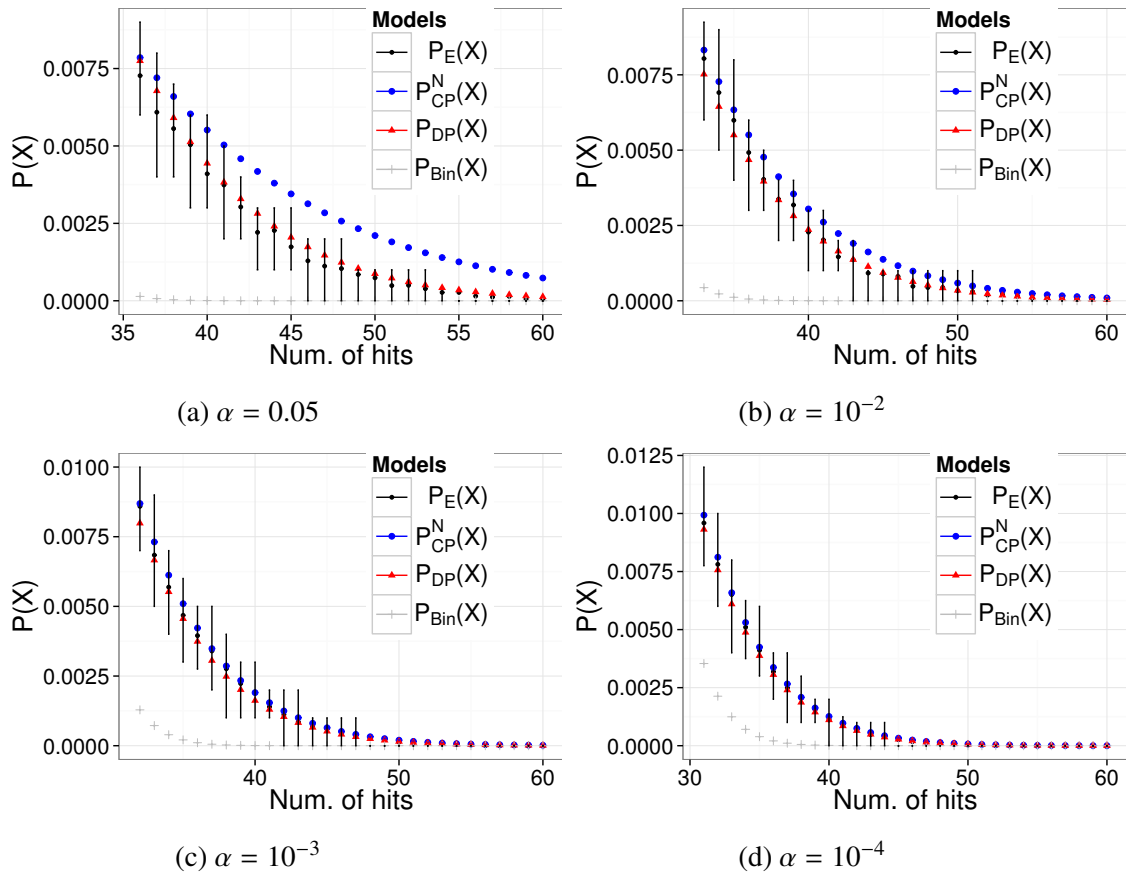 Models
P_E(X)
P^N_CP(X)
P_DP(X)
P_Bin(X)
P(X)
0.0075
0.0050
0.0025
0.0000
35 40 45 50 55 60
Num. of hits
(a) α = 0.05
Models
P_E(X)
P^N_CP(X)
P_DP(X)
P_Bin(X)
P(X)
0.0075
0.0050
0.0025
0.0000
40 50 60
Num. of hits
(b) α = 10⁻²
Models
P_E(X)
P^N_CP(X)
P_DP(X)
P_Bin(X)
P(X)
0.0100
0.0075
0.0050
0.0025
0.0000
40 50 60
Num. of hits
(c) α = 10⁻³
Models
P_E(X)
P^N_CP(X)
P_DP(X)
P_Bin(X)
P(X)
0.0125
0.0100
0.0075
0.0050
0.0025
0.0000
30 40 50 60
Num. of hits
(d) α = 10⁻⁴